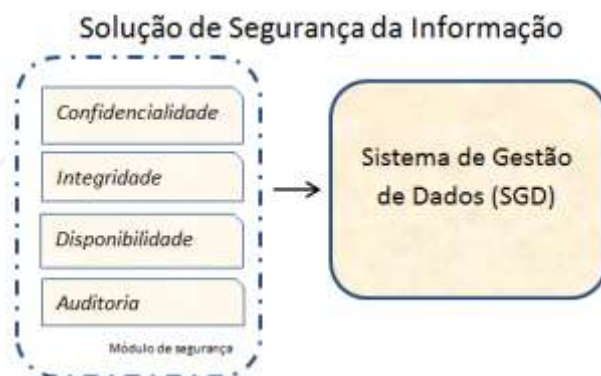 Solução de Segurança da Informação
Confidencialidade
Integridade
Disponibilidade
Auditoria
Módulo de segurança
Sistema de Gestão
de Dados (SGD)